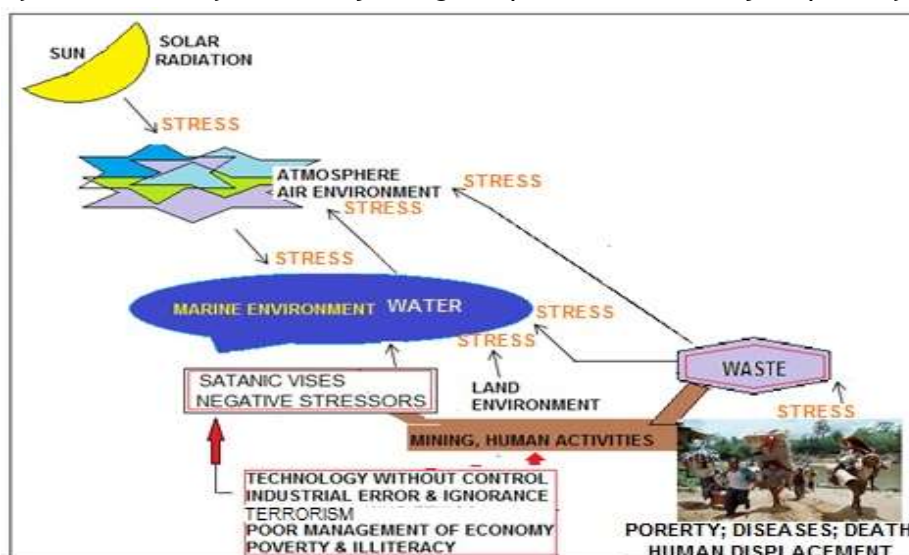 SUN
SOLAR
RADIATION
STRESS
ATMOSPHERE
AIR ENVIRONMENT
STRESS
STRESS
STRESS
MARINE ENVIRONMENT WATER
STRESS
STRESS
WASTE
SATANIC VISES
NEGATIVE STRESSORS
LAND
ENVIRONMENT
STRESS
MINING, HUMAN ACTIVITIES
TECHNOLOGY WITHOUT CONTROL
INDUSTRIAL ERROR & IGNORANCE
TERRORISM
POOR MANAGEMENT OF ECONOMY
POVERTY & ILLITERACY
PORERTY; DISEASES; DEATH
HUMAN DISPLACEMENT